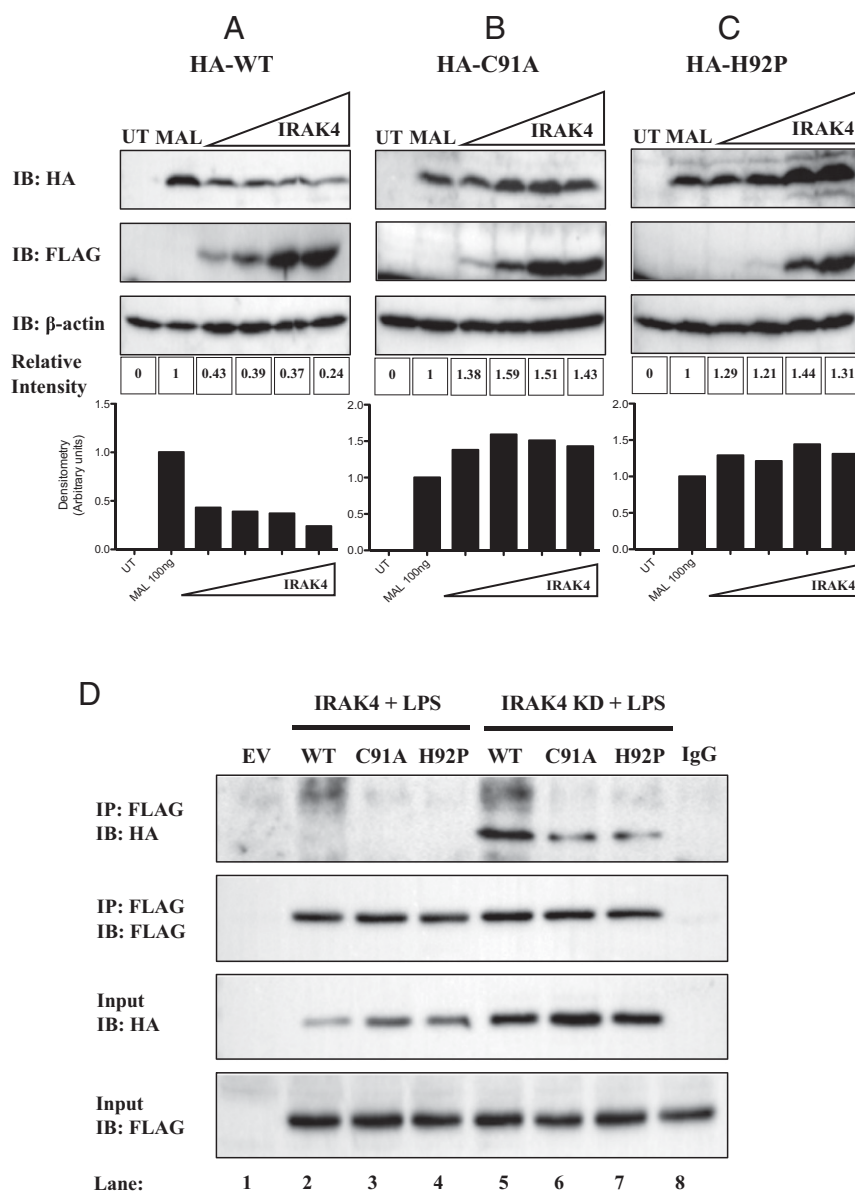 A B C
HA-WT HA-C91A HA-H92P
IRAK4 IRAK4 IRAK4
UT MAL UT MAL UT MAL
IB: HA
IB: FLAG
IB: β-actin
Relative
Intensity
0 1 0.43 0.39 0.37 0.24 0 1 1.38 1.59 1.51 1.43 0 1 1.29 1.21 1.44 1.31
Densitometry
(Arbitrary units)
1.5
1.0
0.5
0.0
UT
MAL 100ng
IRAK4
2.0
1.5
1.0
0.5
0.0
UT
MAL 100ng
IRAK4
2.0
1.5
1.0
0.5
0.0
UT
MAL 100ng
IRAK4
D
IRAK4 + LPS IRAK4 KD + LPS
EV WT C91A H92P WT C91A H92P IgG
IP: FLAG
IB: HA
IP: FLAG
IB: FLAG
Input
IB: HA
Input
IB: FLAG
Lane: 1 2 3 4 5 6 7 8